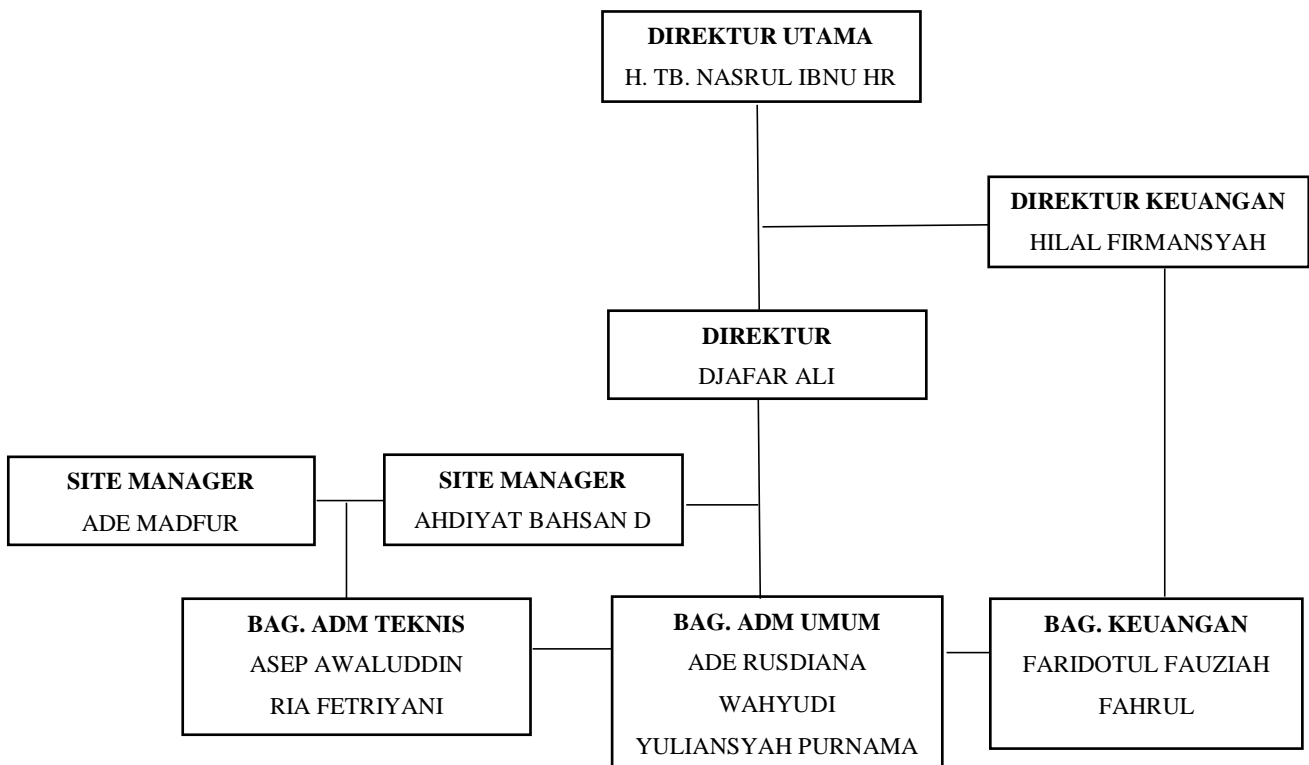 DIREKTUR UTAMA
H. TB. NASRUL IBNU HR
DIREKTUR KEUANGAN
HILAL FIRMANSYAH
DIREKTUR
DJAFAR ALI
SITE MANAGER
ADE MADFUR
SITE MANAGER
AHDIYAT BAHSAN D
BAG. ADM TEKNIS
ASEP AWALUDDIN
RIA FETRIYANI
BAG. ADM UMUM
ADE RUSDIANA
WAHYUDI
YULIANSYAH PURNAMA
BAG. KEUANGAN
FARIDOTUL FAUZIAH
FAHRUL